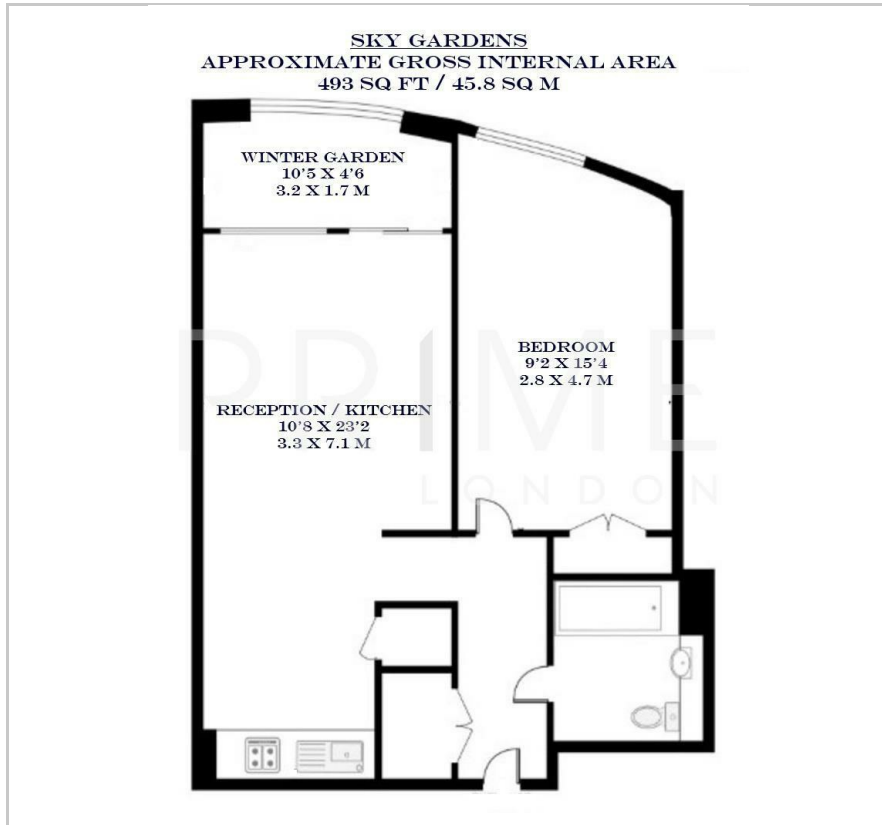 SKY GARDENS
APPROXIMATE GROSS INTERNAL AREA
493 SQ FT / 45.8 SQ M
WINTER GARDEN
10'5 X 4'6
3.2 X 1.7 M
BEDROOM
9'2 X 15'4
2.8 X 4.7 M
RECEPTION / KITCHEN
10'8 X 23'2
3.3 X 7.1 M
PRIME
LONDON